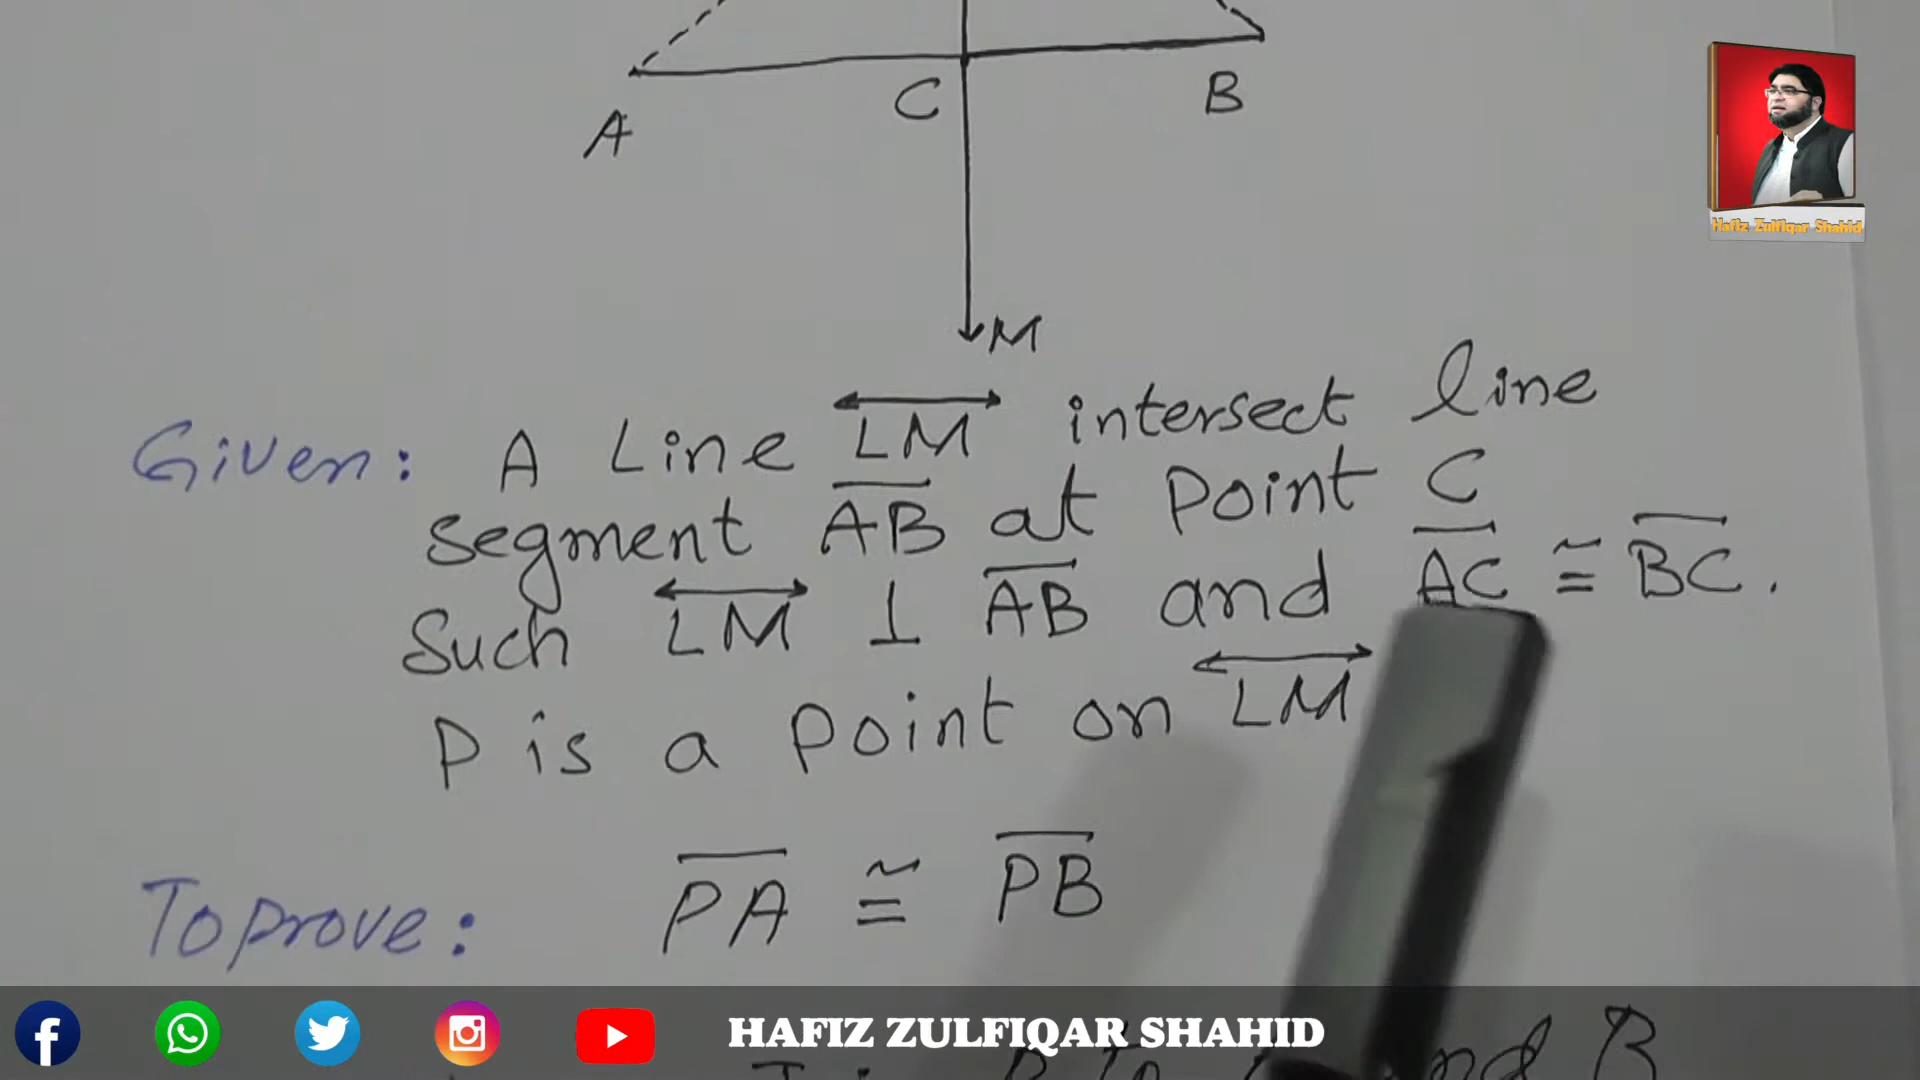 A
C
B
M
Hafiz Zulfiqar Shahid
Given: A Line LM intersect line
segment AB at Point C
Such LM ⊥ AB and AC ≅ BC.
P is a point on LM
To prove: PA ≅ PB
HAFIZ ZULFIQAR SHAHID
and B